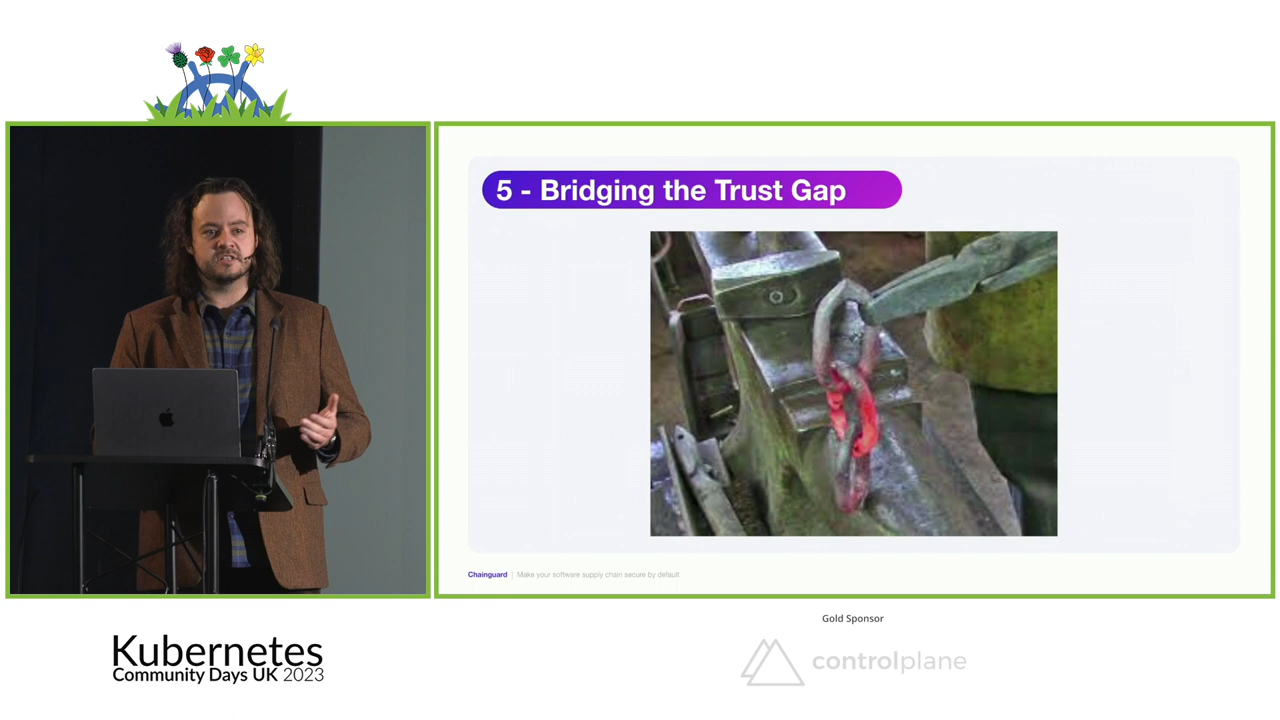 5 - Bridging the Trust Gap
Chainguard | Make your software supply chain secure by default
Gold Sponsor
Kubernetes
Community Days UK 2023
controlplane